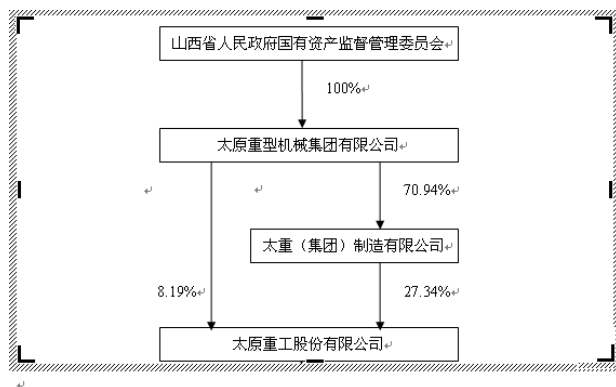 山西省人民政府国有资产监督管理委员会
100%
太原重型机械集团有限公司
70.94%
太重（集团）制造有限公司
8.19%
27.34%
太原重工股份有限公司